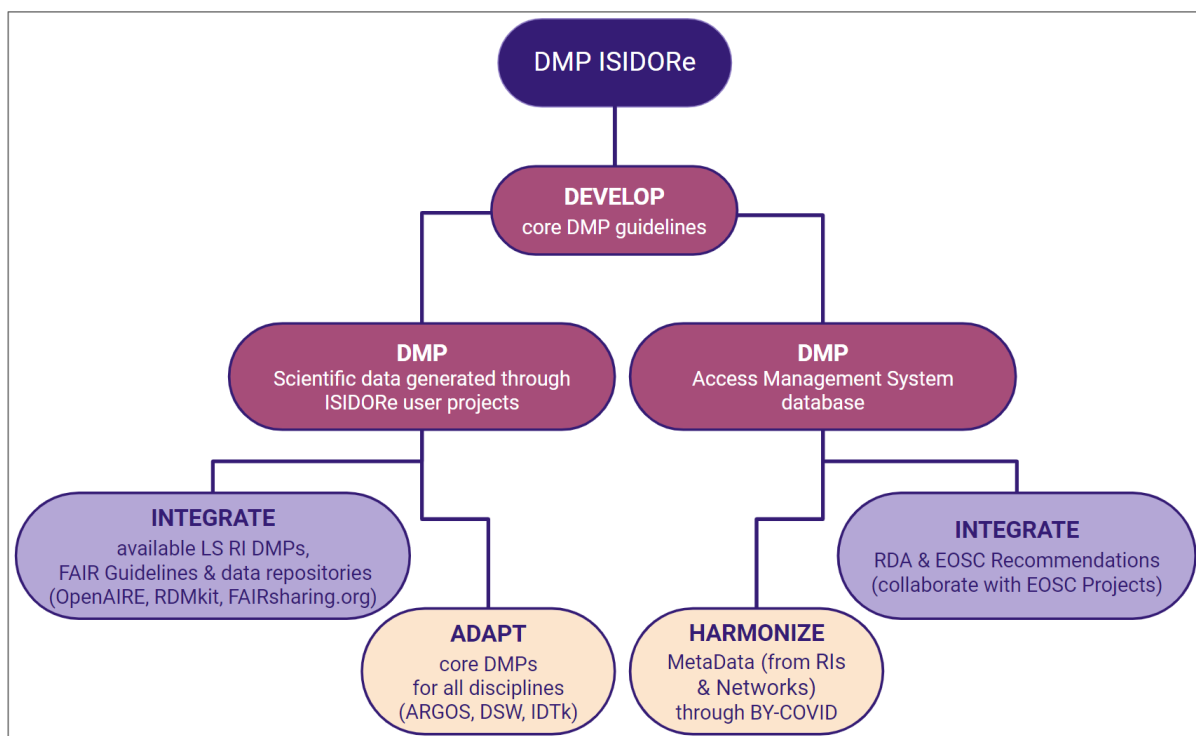 DMP ISIDORe
DEVELOP
core DMP guidelines
DMP
Scientific data generated through
ISIDORe user projects
DMP
Access Management System
database
INTEGRATE
available LS RI DMPs,
FAIR Guidelines & data repositories
(OpenAIRE, RDMkit, FAIRsharing.org)
INTEGRATE
RDA & EOSC Recommendations
(collaborate with EOSC Projects)
ADAPT
core DMPs
for all disciplines
(ARGOS, DSW, IDTk)
HARMONIZE
MetaData (from RIs
& Networks)
through BY-COVID